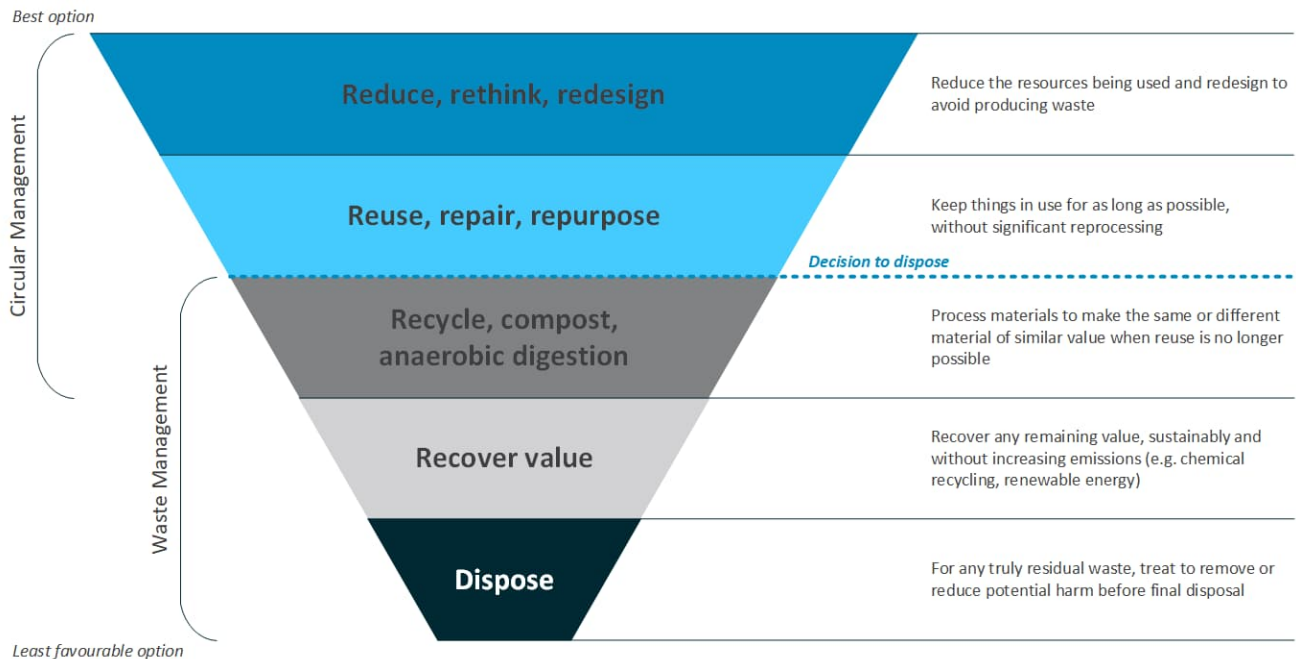 Best option
Circular Management
Reduce, rethink, redesign
Reduce the resources being used and redesign to
avoid producing waste
Reuse, repair, repurpose
Keep things in use for as long as possible,
without significant reprocessing
Decision to dispose
Waste Management
Recycle, compost,
anaerobic digestion
Process materials to make the same or different
material of similar value when reuse is no longer
possible
Recover value
Recover any remaining value, sustainably and
without increasing emissions (e.g. chemical
recycling, renewable energy)
Dispose
For any truly residual waste, treat to remove or
reduce potential harm before final disposal
Least favourable option